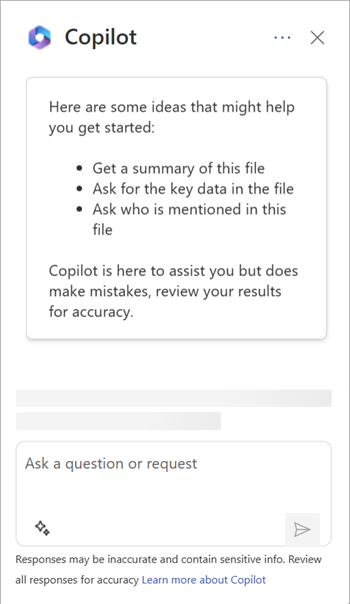 Copilot
Here are some ideas that might help
you get started:
• Get a summary of this file
• Ask for the key data in the file
• Ask who is mentioned in this
file
Copilot is here to assist you but does
make mistakes, review your results
for accuracy.
Ask a question or request
Responses may be inaccurate and contain sensitive info. Review
all responses for accuracy Learn more about Copilot